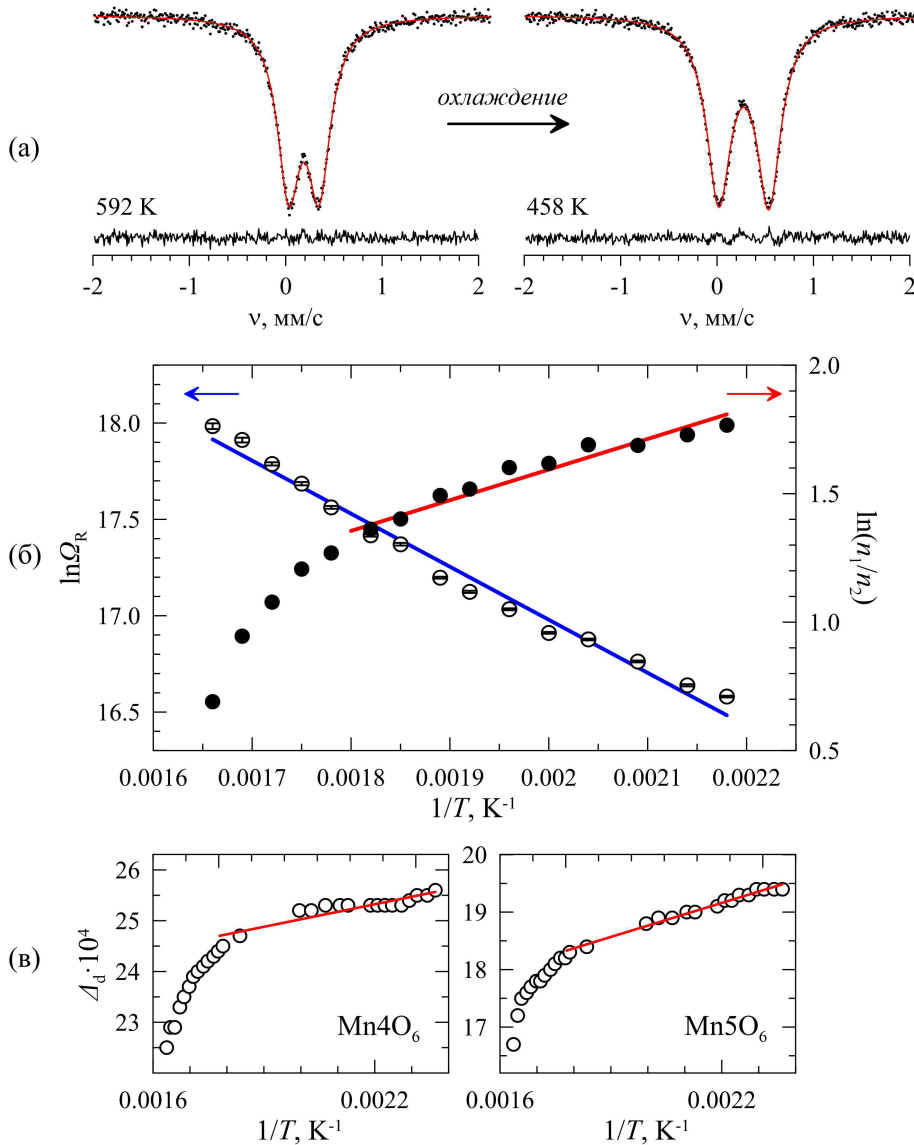 (а)
охлаждение
592 K
458 K
-2 -1 0 1 2
ν, мм/с
-2 -1 0 1 2
ν, мм/с
(б)
lnΩR
18.0
17.5
17.0
16.5
2.0
1.5
1.0
0.5
ln(n1/n2)
0.0016 0.0017 0.0018 0.0019 0.002 0.0021 0.0022
1/T, K-1
(в)
Δd·10⁴
26
25
24
23
Mn4O6
0.0016 0.0022
1/T, K-1
20
19
18
17
16
Mn5O6
0.0016 0.0022
1/T, K-1